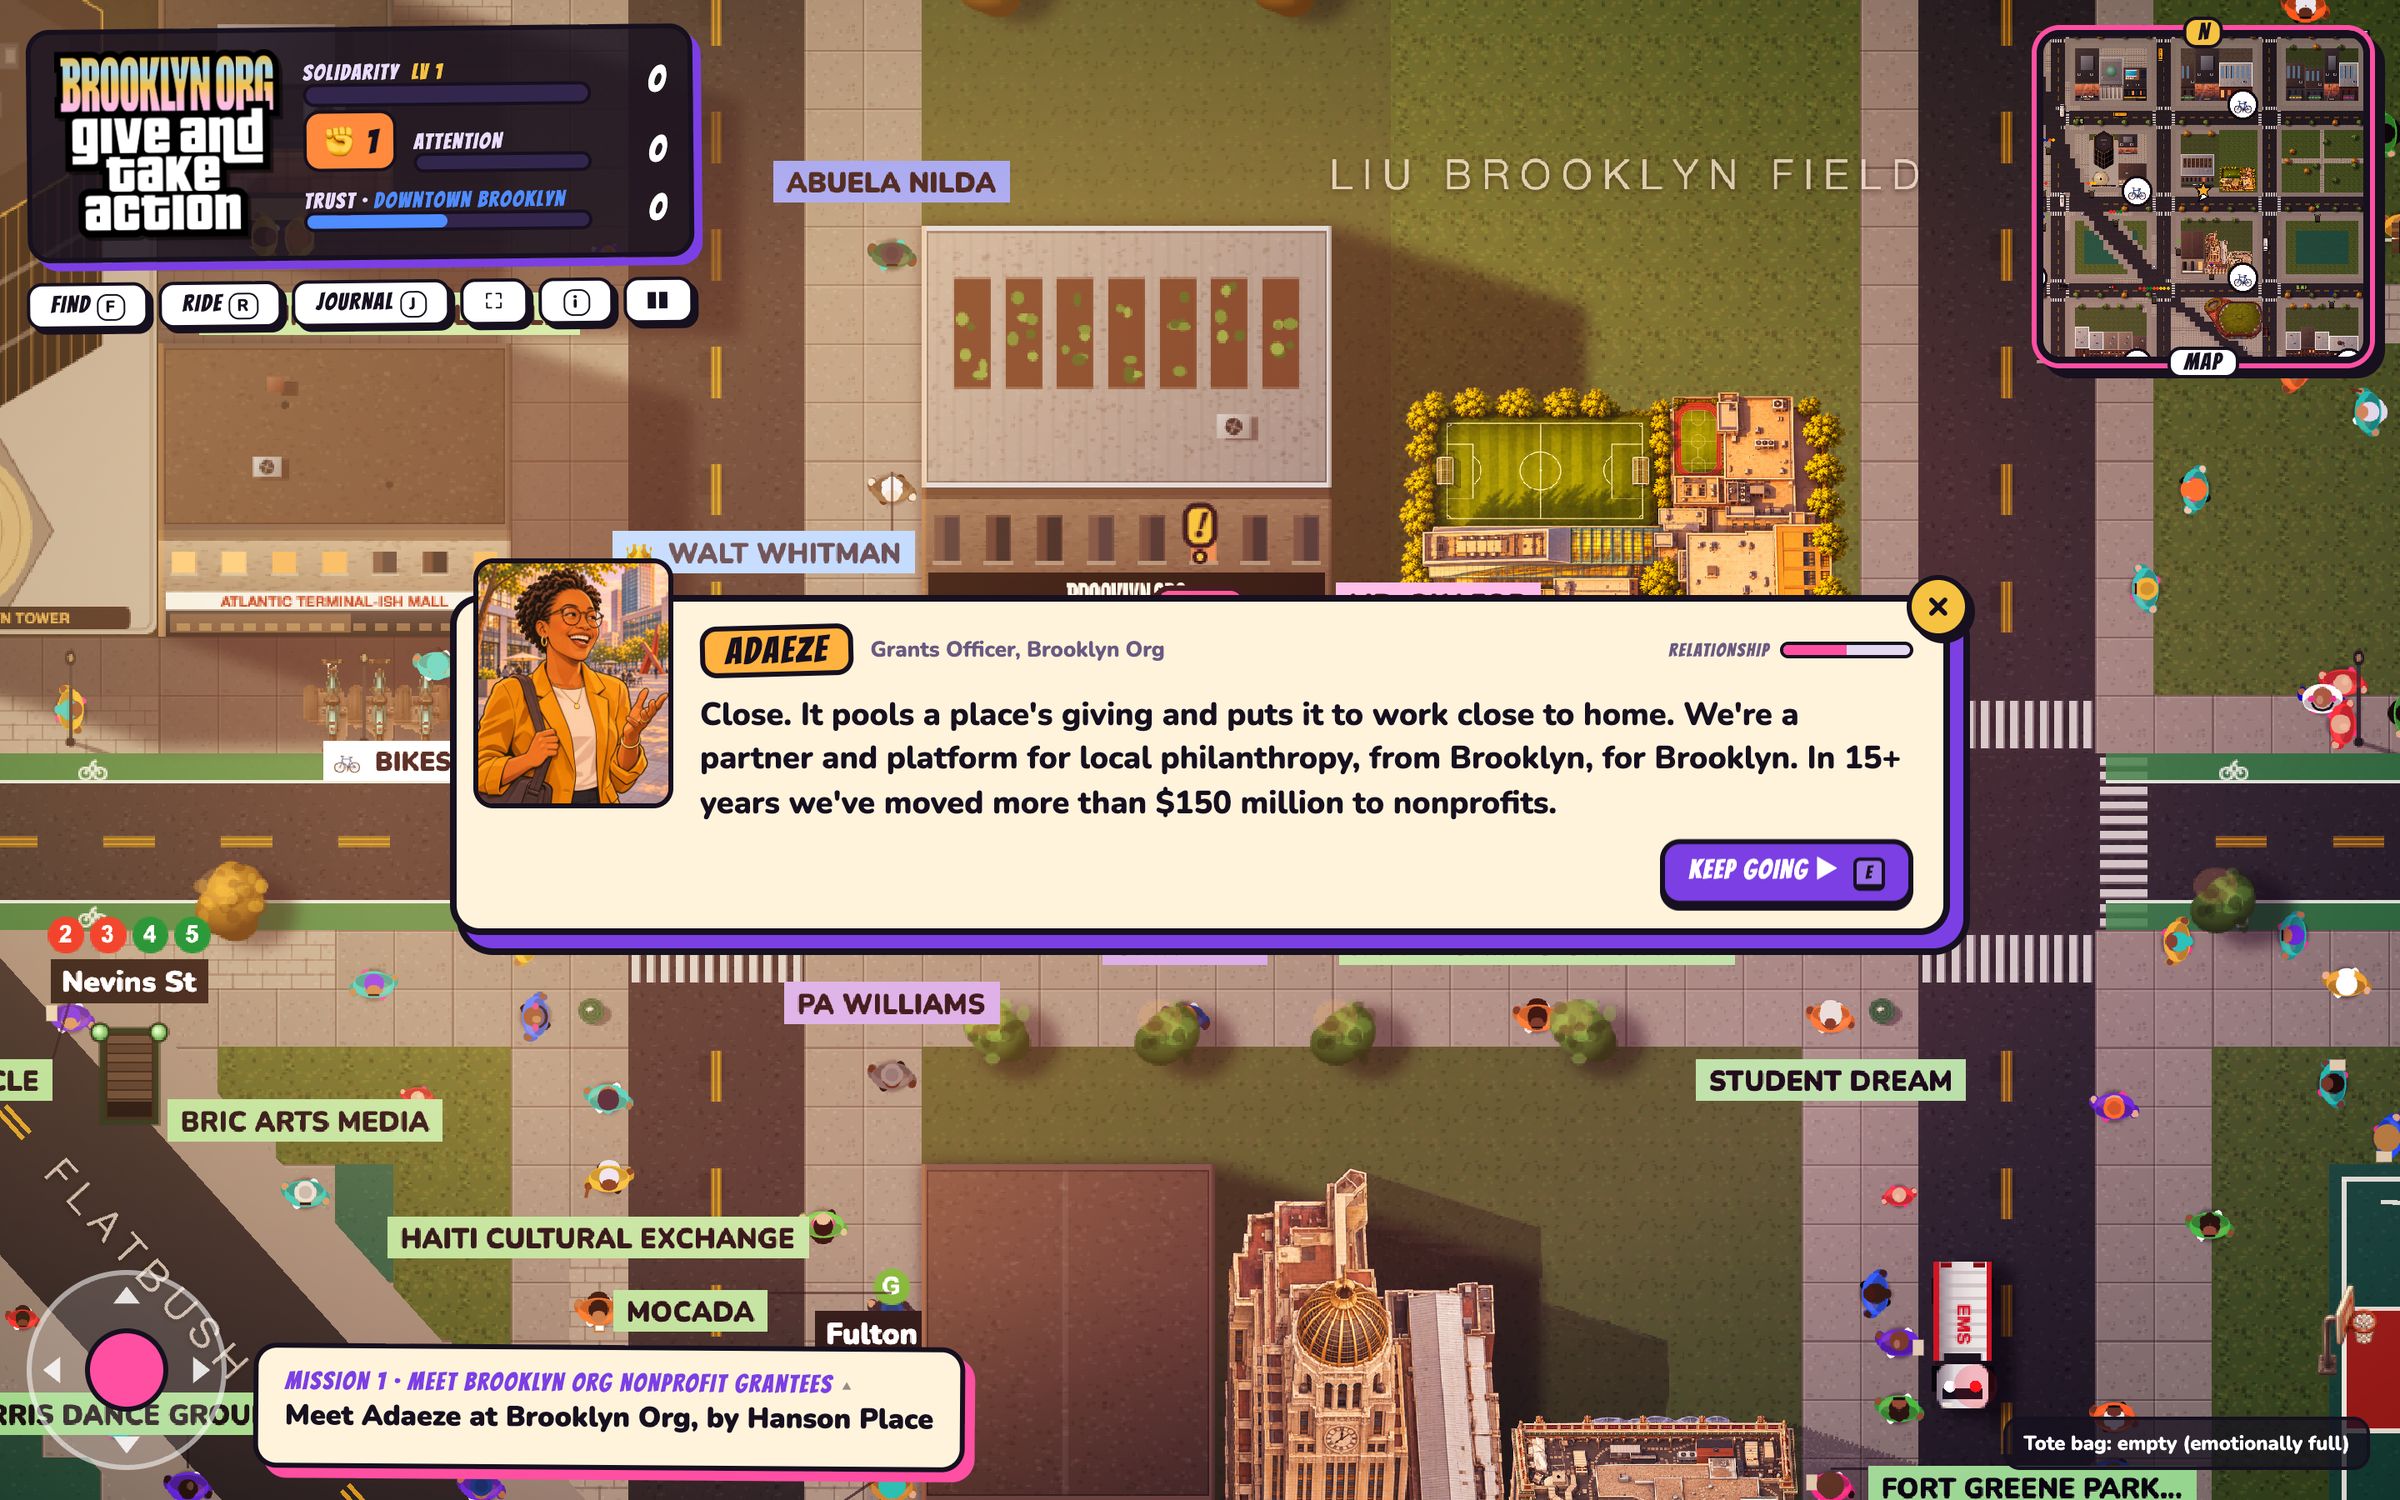 BROOKLYN ORG
give and
take
action
SOLIDARITY LV 1
0
1
ATTENTION
0
TRUST · DOWNTOWN BROOKLYN
0
FIND F
RIDE R
JOURNAL J
i
N
MAP
ABUELA NILDA
LIU BROOKLYN FIELD
WALT WHITMAN
ATLANTIC TERMINAL-ISH MALL
N TOWER
!
BIKES
ADAEZE
Grants Officer, Brooklyn Org
RELATIONSHIP
Close. It pools a place's giving and puts it to work close to home. We're a
partner and platform for local philanthropy, from Brooklyn, for Brooklyn. In 15+
years we've moved more than $150 million to nonprofits.
KEEP GOING E
2 3 4 5
Nevins St
PA WILLIAMS
CLE
BRIC ARTS MEDIA
STUDENT DREAM
FLATBUSH
HAITI CULTURAL EXCHANGE
MOCADA
G
Fulton
EMS
RRIS DANCE GROU
MISSION 1 · MEET BROOKLYN ORG NONPROFIT GRANTEES
Meet Adaeze at Brooklyn Org, by Hanson Place
Tote bag: empty (emotionally full)
FORT GREENE PARK...